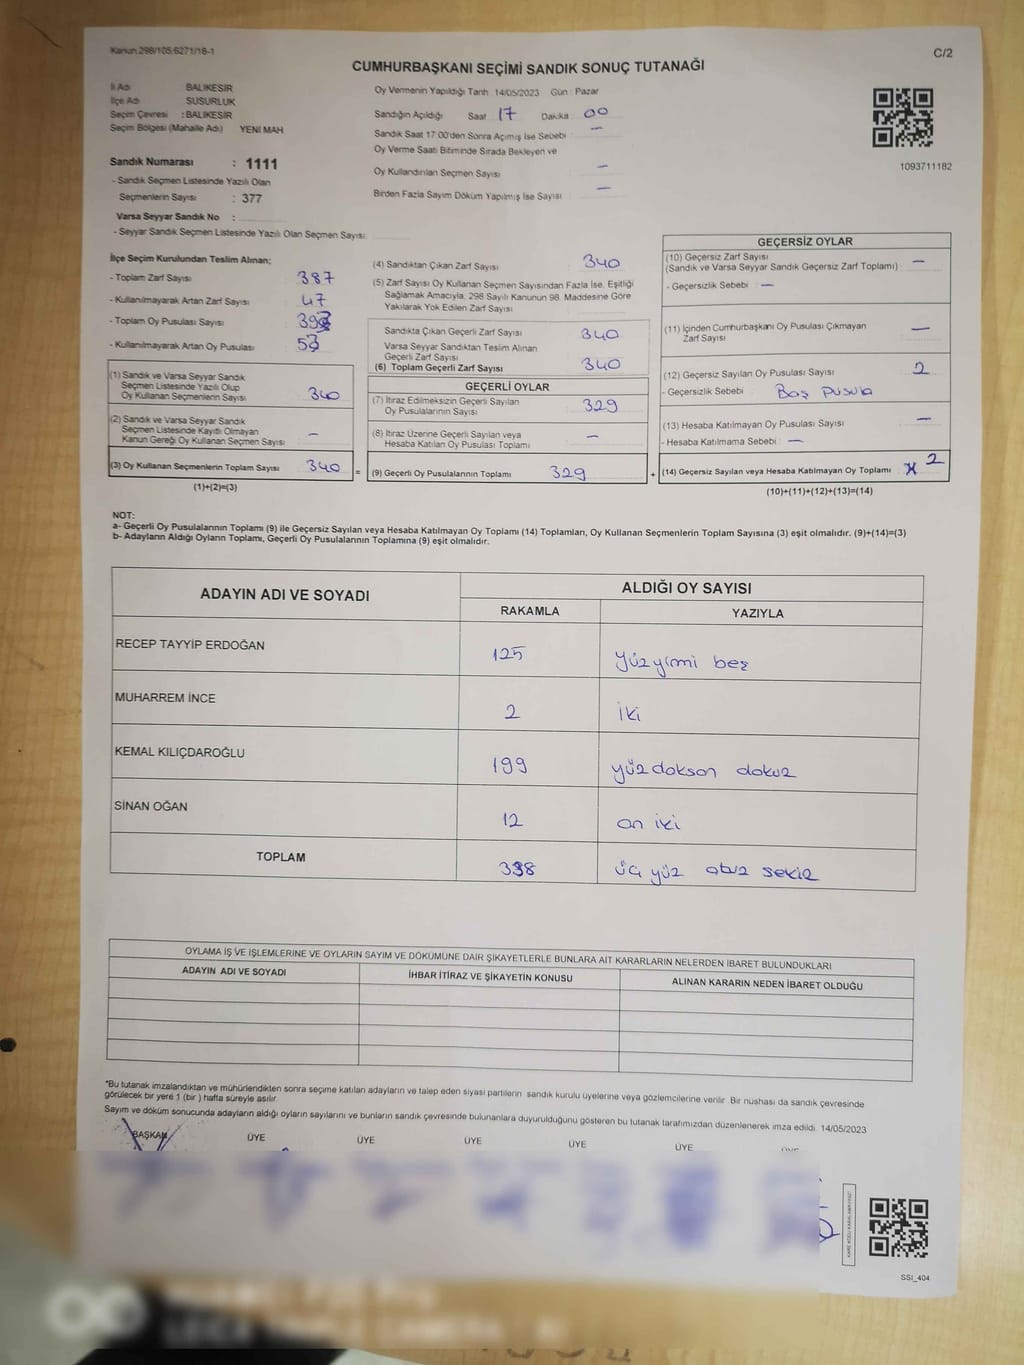 Kanun 298/105;6271/18-1
C/2
CUMHURBAŞKANI SEÇİMİ SANDIK SONUÇ TUTANAĞI
İl Adı BALIKESİR
İlçe Adı SUSURLUK
Seçim Çevresi : BALIKESİR
Seçim Bölgesi (Mahalle Adı) YENİ MAH
Sandık Numarası : 1111
- Sandık Seçmen Listesinde Yazılı Olan
Seçmenlerin Sayısı : 377
Varsa Seyyar Sandık No :
- Seyyar Sandık Seçmen Listesinde Yazılı Olan Seçmen Sayısı
Oy Vermenin Yapıldığı Tarih 14/05/2023 Gün : Pazar
Sandığın Açıldığı Saat 17 Dakika 00
Sandık Saat 17:00'den Sonra Açımış İse Sebebi —
Oy Verme Saati Bitiminde Sırada Bekleyen ve
Oy Kullandırılan Seçmen Sayısı —
Birden Fazla Sayım Döküm Yapılmış İse Sayısı —
1093711182
İlçe Seçim Kurulundan Teslim Alınan;
- Toplam Zarf Sayısı 387
- Kullanılmayarak Artan Zarf Sayısı 47
- Toplam Oy Pusulası Sayısı
- Kullanılmayarak Artan Oy Pusulası
(1) Sandık ve Varsa Seyyar Sandık
Seçmen Listesinde Yazılı Olup
Oy Kullanan Seçmenlerin Sayısı 340
(2) Sandık ve Varsa Seyyar Sandık
Seçmen Listesinde Kaydı Olmayan
Kanun Gereği Oy Kullanan Seçmen Sayısı: —
(3) Oy Kullanan Seçmenlerin Toplam Sayısı 340 =
(1)+(2)=(3)
(4) Sandıktan Çıkan Zarf Sayısı 340
(5) Zarf Sayısı Oy Kullanan Seçmen Sayısından Fazla İse, Eşitliği
Sağlamak Amacıyla, 298 Sayılı Kanunun 98. Maddesine Göre
Yakılarak Yok Edilen Zarf Sayısı
Sandıkta Çıkan Geçerli Zarf Sayısı 340
Varsa Seyyar Sandıktan Teslim Alınan
Geçerli Zarf Sayısı
(6) Toplam Geçerli Zarf Sayısı 340
GEÇERLİ OYLAR
(7) İtiraz Edilmeksizin Geçerli Sayılan
Oy Pusulalarının Sayısı 329
(8) İtiraz Üzerine Geçerli Sayılan veya
Hesaba Katılan Oy Pusulası Toplamı —
(9) Geçerli Oy Pusulalarının Toplamı 329 +
GEÇERSİZ OYLAR
(10) Geçersiz Zarf Sayısı
(Sandık ve Varsa Seyyar Sandık Geçersiz Zarf Toplamı) : —
- Geçersizlik Sebebi : —
(11) İçinden Cumhurbaşkanı Oy Pusulası Çıkmayan
Zarf Sayısı —
(12) Geçersiz Sayılan Oy Pusulası Sayısı 2
- Geçersizlik Sebebi : Boş pusula
(13) Hesaba Katılmayan Oy Pusulası Sayısı —
- Hesaba Katılmama Sebebi : —
(14) Geçersiz Sayılan veya Hesaba Katılmayan Oy Toplamı : 2
(10)+(11)+(12)+(13)=(14)
NOT:
a- Geçerli Oy Pusulalarının Toplamı (9) ile Geçersiz Sayılan veya Hesaba Katılmayan Oy Toplamı (14) Toplamları, Oy Kullanan Seçmenlerin Toplam Sayısına (3) eşit olmalıdır. (9)+(14)=(3)
b- Adayların Aldığı Oyların Toplamı, Geçerli Oy Pusulalarının Toplamına (9) eşit olmalıdır.
ADAYIN ADI VE SOYADI
ALDIĞI OY SAYISI
RAKAMLA YAZIYLA
RECEP TAYYİP ERDOĞAN 125 yüzyirmi beş
MUHARREM İNCE 2 iki
KEMAL KILIÇDAROĞLU 199 yüzdokson dokuz
SİNAN OĞAN 12 on iki
TOPLAM 338 üç yüz otuz sekiz
OYLAMA İŞ VE İŞLEMLERİNE VE OYLARIN SAYIM VE DÖKÜMÜNE DAİR ŞİKAYETLERLE BUNLARA AİT KARARLARIN NELERDEN İBARET BULUNDUKLARI
ADAYIN ADI VE SOYADI İHBAR İTİRAZ VE ŞİKAYETİN KONUSU ALINAN KARARIN NEDEN İBARET OLDUĞU
*Bu tutanak imzalandıktan ve mühürlendikten sonra seçime katılan adayların ve talep eden siyasi partilerin sandık kurulu üyelerine veya gözlemcilerine verilir. Bir nüshası da sandık çevresinde
görülecek bir yere 1 (bir ) hafta süreyle asılır.
Sayım ve döküm sonucunda adayların aldığı oyların sayılarını ve bunların sandık çevresinde bulunanlara duyurulduğunu gösteren bu tutanak tarafımızdan düzenlenerek imza edildi. 14/05/2023
BAŞKAN ÜYE ÜYE ÜYE ÜYE ÜYE
SSI_404